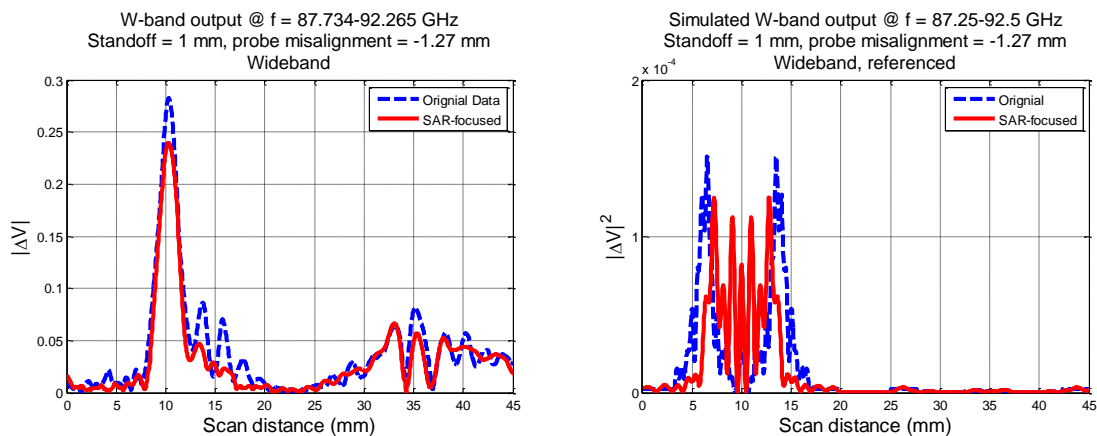 W-band output @ f = 87.734-92.265 GHz
Standoff = 1 mm, probe misalignment = -1.27 mm
Wideband
0.3
0.25
0.2
0.15
0.1
0.05
0
|ΔV|
Orignial Data
SAR-focused
0 5 10 15 20 25 30 35 40 45
Scan distance (mm)
Simulated W-band output @ f = 87.25-92.5 GHz
Standoff = 1 mm, probe misalignment = -1.27 mm
Wideband, referenced
x 10⁻⁴
2
1
0
|ΔV|²
Orignial
SAR-focused
0 5 10 15 20 25 30 35 40 45
Scan distance (mm)